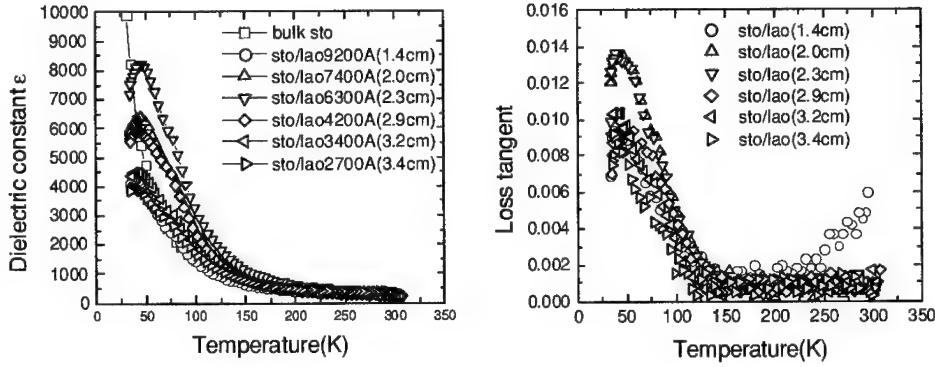 Dielectric constant ε
10000
9000
8000
7000
6000
5000
4000
3000
2000
1000
0
bulk sto
sto/lao9200A(1.4cm)
sto/lao7400A(2.0cm)
sto/lao6300A(2.3cm)
sto/lao4200A(2.9cm)
sto/lao3400A(3.2cm)
sto/lao2700A(3.4cm)
0 50 100 150 200 250 300 350
Temperature(K)
Loss tangent
0.016
0.014
0.012
0.010
0.008
0.006
0.004
0.002
0.000
sto/lao(1.4cm)
sto/lao(2.0cm)
sto/lao(2.3cm)
sto/lao(2.9cm)
sto/lao(3.2cm)
sto/lao(3.4cm)
0 50 100 150 200 250 300 350
Temperature(K)